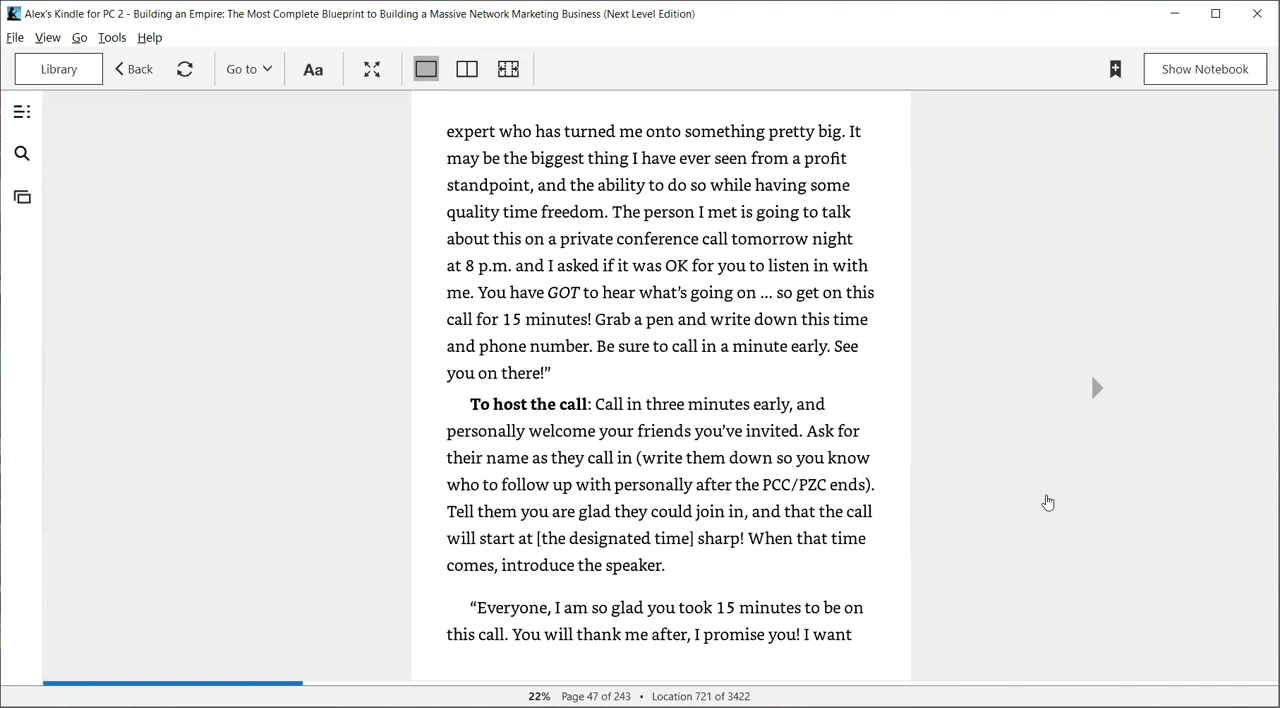 Alex's Kindle for PC 2 - Building an Empire: The Most Complete Blueprint to Building a Massive Network Marketing Business (Next Level Edition)
File View Go Tools Help
Library Back Go to Aa Show Notebook
expert who has turned me onto something pretty big. It
may be the biggest thing I have ever seen from a profit
standpoint, and the ability to do so while having some
quality time freedom. The person I met is going to talk
about this on a private conference call tomorrow night
at 8 p.m. and I asked if it was OK for you to listen in with
me. You have GOT to hear what's going on ... so get on this
call for 15 minutes! Grab a pen and write down this time
and phone number. Be sure to call in a minute early. See
you on there!”
To host the call: Call in three minutes early, and
personally welcome your friends you’ve invited. Ask for
their name as they call in (write them down so you know
who to follow up with personally after the PCC/PZC ends).
Tell them you are glad they could join in, and that the call
will start at [the designated time] sharp! When that time
comes, introduce the speaker.
“Everyone, I am so glad you took 15 minutes to be on
this call. You will thank me after, I promise you! I want
22% Page 47 of 243 • Location 721 of 3422